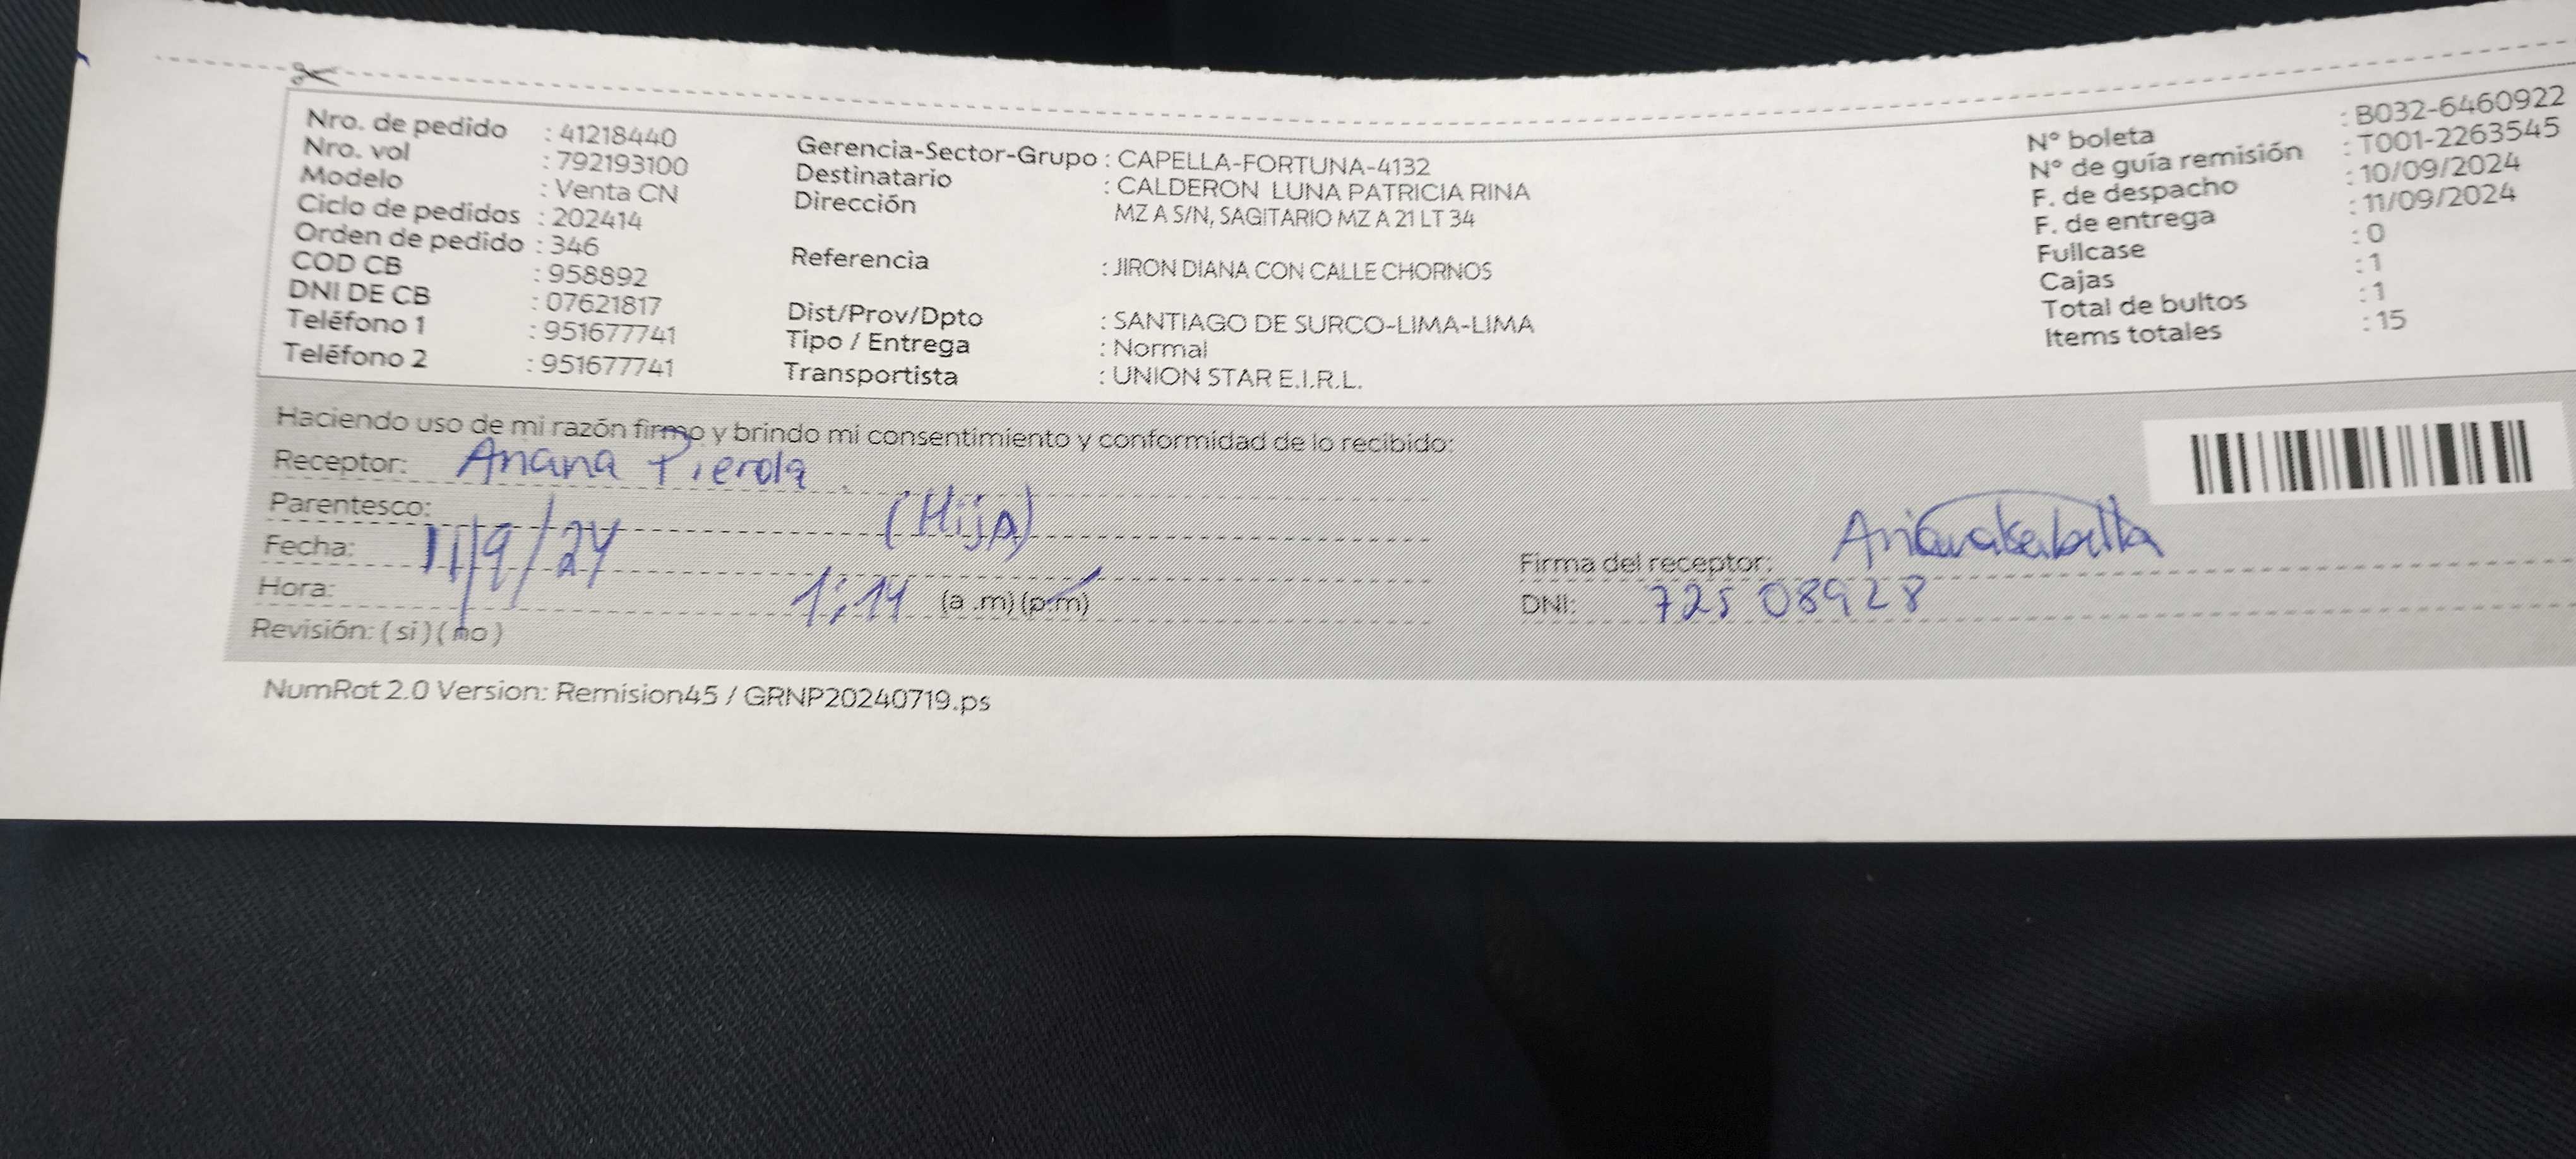 Nro. de pedido : 41218440
Nro. vol : 792193100
Modelo : Venta CN
Ciclo de pedidos : 202414
Orden de pedido : 346
COD CB : 958892
DNI DE CB : 07621817
Teléfono 1 : 951677741
Teléfono 2 : 951677741
Gerencia-Sector-Grupo : CAPELLA-FORTUNA-4132
Destinatario : CALDERON LUNA PATRICIA RINA
Dirección MZ A S/N, SAGITARIO MZ A 21 LT 34
Referencia : JIRON DIANA CON CALLE CHORNOS
Dist/Prov/Dpto : SANTIAGO DE SURCO-LIMA-LIMA
Tipo / Entrega : Normal
Transportista : UNION STAR E.I.R.L.
N° boleta : B032-6460922
N° de guía remisión : T001-2263545
F. de despacho : 10/09/2024
F. de entrega : 11/09/2024
Fullcase : 0
Cajas : 1
Total de bultos : 1
Items totales : 15
Haciendo uso de mi razón firmo y brindo mi consentimiento y conformidad de lo recibido:
Receptor: Ariana Pierola
Parentesco: (Hija)
Fecha: 11/9/24
Hora: 1:14 (a .m) (p.m)
Revisión: ( si ) ( no )
Firma del receptor:
DNI: 72508928
NumRot 2.0 Version: Remision45 / GRNP20240719.ps